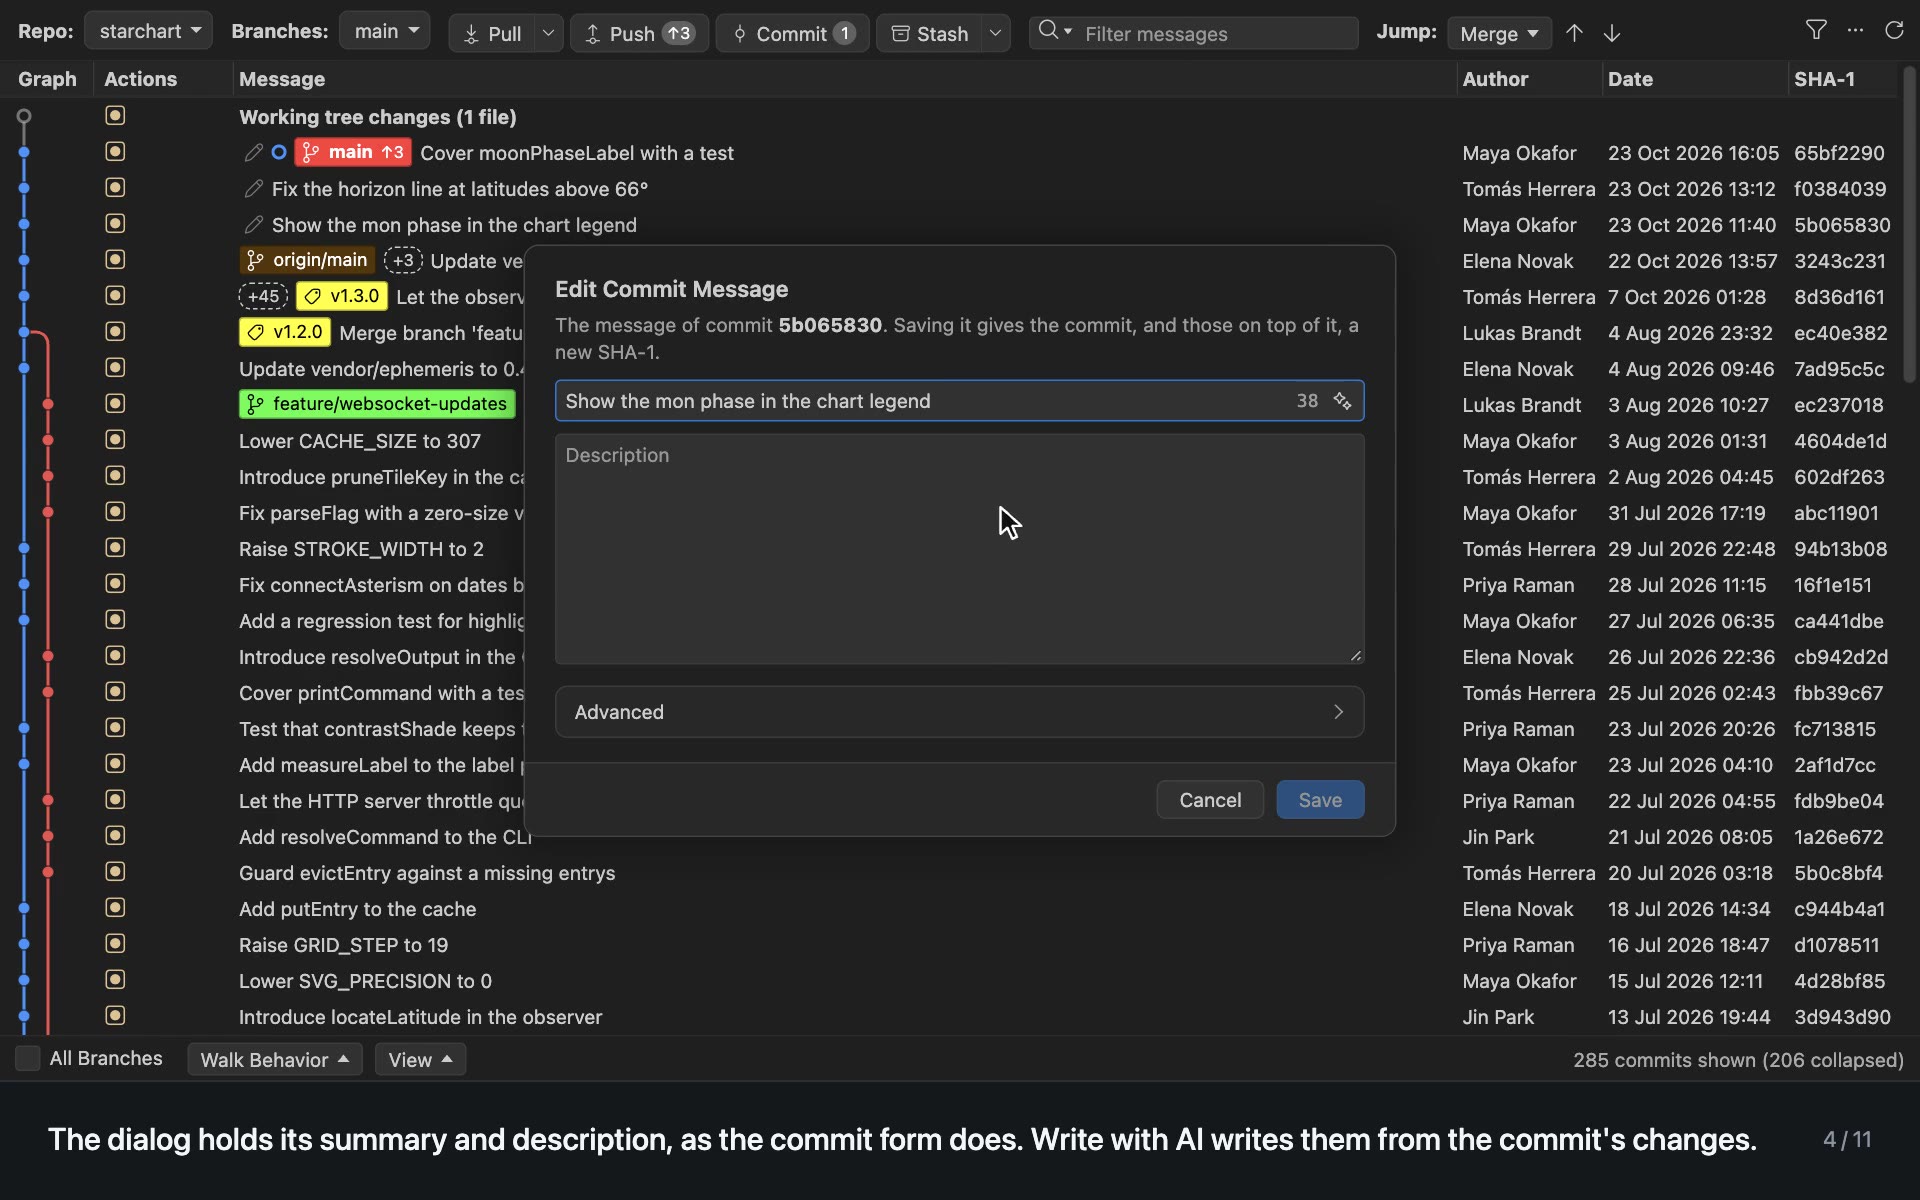 Repo: starchart Branches: main Pull Push ↑3 Commit 1 Stash Filter messages Jump: Merge
Graph Actions Message Author Date SHA-1
Working tree changes (1 file)
main ↑3 Cover moonPhaseLabel with a test Maya Okafor 23 Oct 2026 16:05 65bf2290
Fix the horizon line at latitudes above 66° Tomás Herrera 23 Oct 2026 13:12 f0384039
Show the mon phase in the chart legend Maya Okafor 23 Oct 2026 11:40 5b065830
origin/main +3 Update ve Elena Novak 22 Oct 2026 13:57 3243c231
+45 v1.3.0 Let the observ Tomás Herrera 7 Oct 2026 01:28 8d36d161
v1.2.0 Merge branch 'featu Lukas Brandt 4 Aug 2026 23:32 ec40e382
Update vendor/ephemeris to 0.4 Elena Novak 4 Aug 2026 09:46 7ad95c5c
feature/websocket-updates Lukas Brandt 3 Aug 2026 10:27 ec237018
Lower CACHE_SIZE to 307 Maya Okafor 3 Aug 2026 01:31 4604de1d
Introduce pruneTileKey in the ca Tomás Herrera 2 Aug 2026 04:45 602df263
Fix parseFlag with a zero-size v Maya Okafor 31 Jul 2026 17:19 abc11901
Raise STROKE_WIDTH to 2 Tomás Herrera 29 Jul 2026 22:48 94b13b08
Fix connectAsterism on dates b Priya Raman 28 Jul 2026 11:15 16f1e151
Add a regression test for highlig Maya Okafor 27 Jul 2026 06:35 ca441dbe
Introduce resolveOutput in the Elena Novak 26 Jul 2026 22:36 cb942d2d
Cover printCommand with a tes Tomás Herrera 25 Jul 2026 02:43 fbb39c67
Test that contrastShade keeps Priya Raman 23 Jul 2026 20:26 fc713815
Add measureLabel to the label Maya Okafor 23 Jul 2026 04:10 2af1d7cc
Let the HTTP server throttle qu Priya Raman 22 Jul 2026 04:55 fdb9be04
Add resolveCommand to the CLI Jin Park 21 Jul 2026 08:05 1a26e672
Guard evictEntry against a missing entrys Tomás Herrera 20 Jul 2026 03:18 5b0c8bf4
Add putEntry to the cache Elena Novak 18 Jul 2026 14:34 c944b4a1
Raise GRID_STEP to 19 Priya Raman 16 Jul 2026 18:47 d1078511
Lower SVG_PRECISION to 0 Maya Okafor 15 Jul 2026 12:11 4d28bf85
Introduce locateLatitude in the observer Jin Park 13 Jul 2026 19:44 3d943d90
Edit Commit Message
The message of commit 5b065830. Saving it gives the commit, and those on top of it, a
new SHA-1.
Show the mon phase in the chart legend 38
Description
Advanced
Cancel Save
All Branches Walk Behavior View 285 commits shown (206 collapsed)
The dialog holds its summary and description, as the commit form does. Write with AI writes them from the commit's changes. 4 / 11